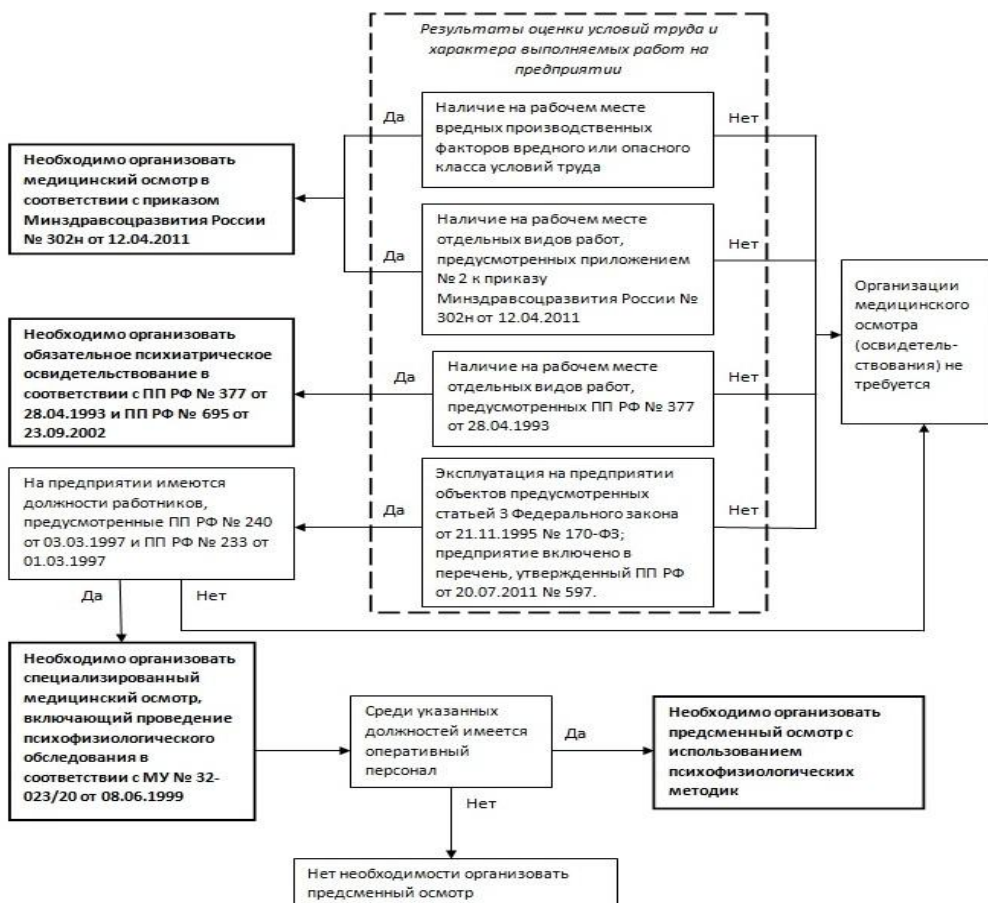 Результаты оценки условий труда и
характера выполняемых работ на
предприятии
Да
Наличие на рабочем месте
вредных производственных
факторов вредного или опасного
класса условий труда
Нет
Необходимо организовать
медицинский осмотр в
соответствии с приказом
Минздравсоцразвития России
№ 302н от 12.04.2011
Да
Наличие на рабочем месте
отдельных видов работ,
предусмотренных приложением
№ 2 к приказу
Минздравсоцразвития России №
302н от 12.04.2011
Нет
Организации
медицинского
осмотра
(освидетель-
ствования) не
требуется
Необходимо организовать
обязательное психиатрическое
освидетельствование в
соответствии с ПП РФ № 377 от
28.04.1993 и ПП РФ № 695 от
23.09.2002
Да
Наличие на рабочем месте
отдельных видов работ,
предусмотренных ПП РФ № 377
от 28.04.1993
Нет
На предприятии имеются
должности работников,
предусмотренные ПП РФ № 240
от 03.03.1997 и ПП РФ № 233 от
01.03.1997
Да
Эксплуатация на предприятии
объектов предусмотренных
статьей 3 Федерального закона
от 21.11.1995 № 170-ФЗ;
предприятие включено в
перечень, утвержденный ПП РФ
от 20.07.2011 № 597.
Нет
Да
Нет
Необходимо организовать
специализированный
медицинский осмотр,
включающий проведение
психофизиологического
обследования в
соответствии с МУ № 32-
023/20 от 08.06.1999
Среди указанных
должностей имеется
оперативный
персонал
Да
Необходимо организовать
предсменный осмотр с
использованием
психофизиологических
методик
Нет
Нет необходимости организовать
предсменный осмотр